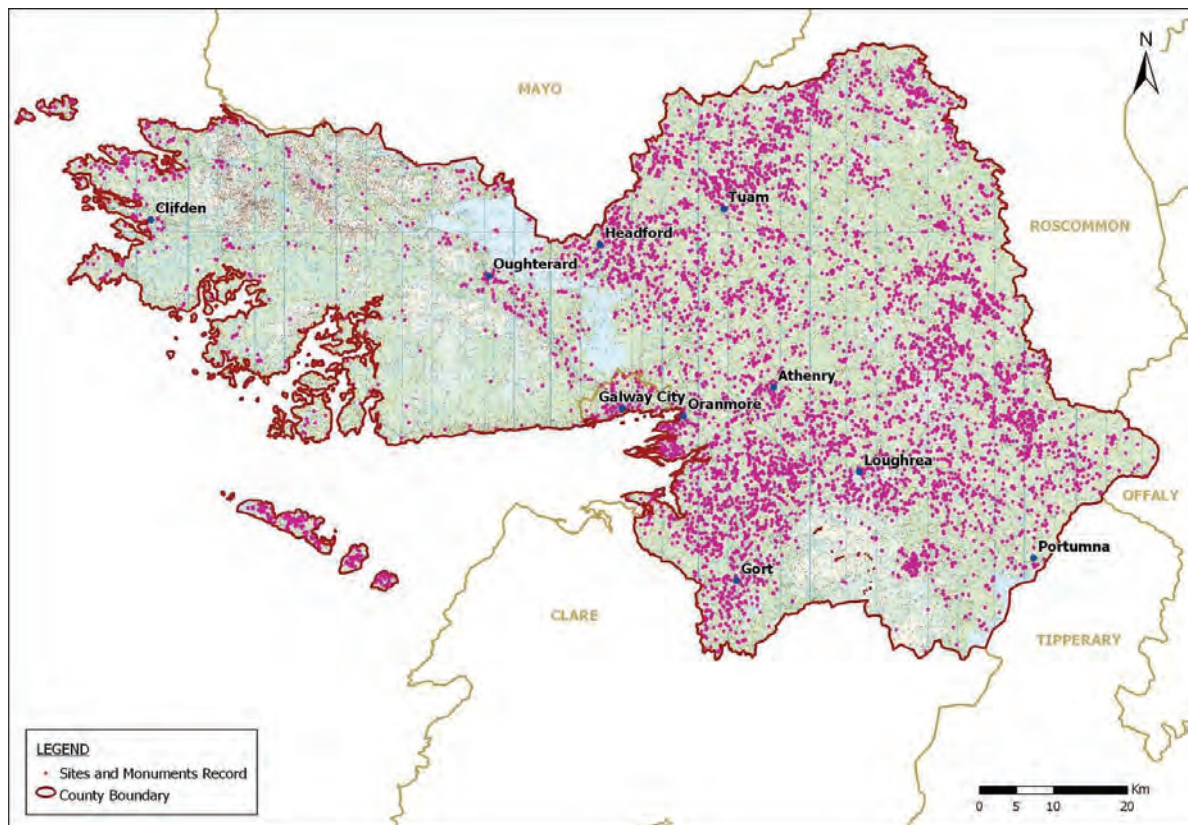 N
MAYO
Clifden
Tuam
ROSCOMMON
Headford
Oughterard
Athenry
Galway City
Oranmore
Loughrea
OFFALY
Portumna
Gort
CLARE
TIPPERARY
LEGEND
Sites and Monuments Record
County Boundary
Km
0 5 10 20